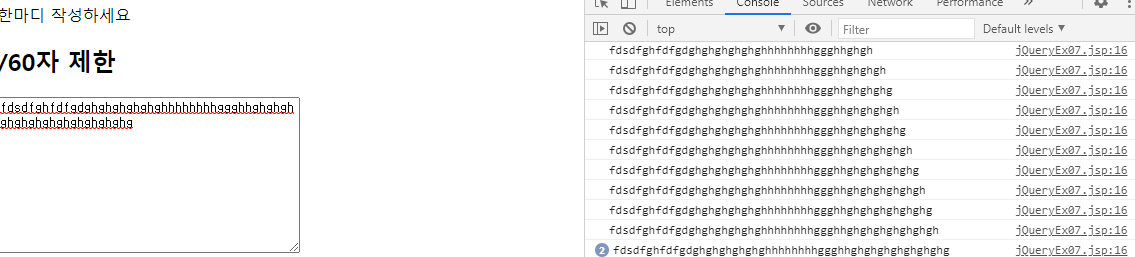 한마디 작성하세요
/60자 제한
fdsdfghfdfgdghghghghghghhhhhhhhggghhghghgh
ghghghghghghghghghg
Elements
Console
Sources
Network
Performance
»
top
Filter
Default levels
fdsdfghfdfgdghghghghghghhhhhhhhggghhghgh jQueryEx07.jsp:16
fdsdfghfdfgdghghghghghghhhhhhhhggghhghghgh jQueryEx07.jsp:16
fdsdfghfdfgdghghghghghghhhhhhhhggghhghghghg jQueryEx07.jsp:16
fdsdfghfdfgdghghghghghghhhhhhhhggghhghghghgh jQueryEx07.jsp:16
fdsdfghfdfgdghghghghghghhhhhhhhggghhghghghghg jQueryEx07.jsp:16
fdsdfghfdfgdghghghghghghhhhhhhhggghhghghghghgh jQueryEx07.jsp:16
fdsdfghfdfgdghghghghghghhhhhhhhggghhghghghghghg jQueryEx07.jsp:16
fdsdfghfdfgdghghghghghghhhhhhhhggghhghghghghghgh jQueryEx07.jsp:16
fdsdfghfdfgdghghghghghghhhhhhhhggghhghghghghghghg jQueryEx07.jsp:16
fdsdfghfdfgdghghghghghghhhhhhhhggghhghghghghghghgh jQueryEx07.jsp:16
2 fdsdfghfdfgdghghghghghghhhhhhhhggghhghghghghghghghg jQueryEx07.jsp:16